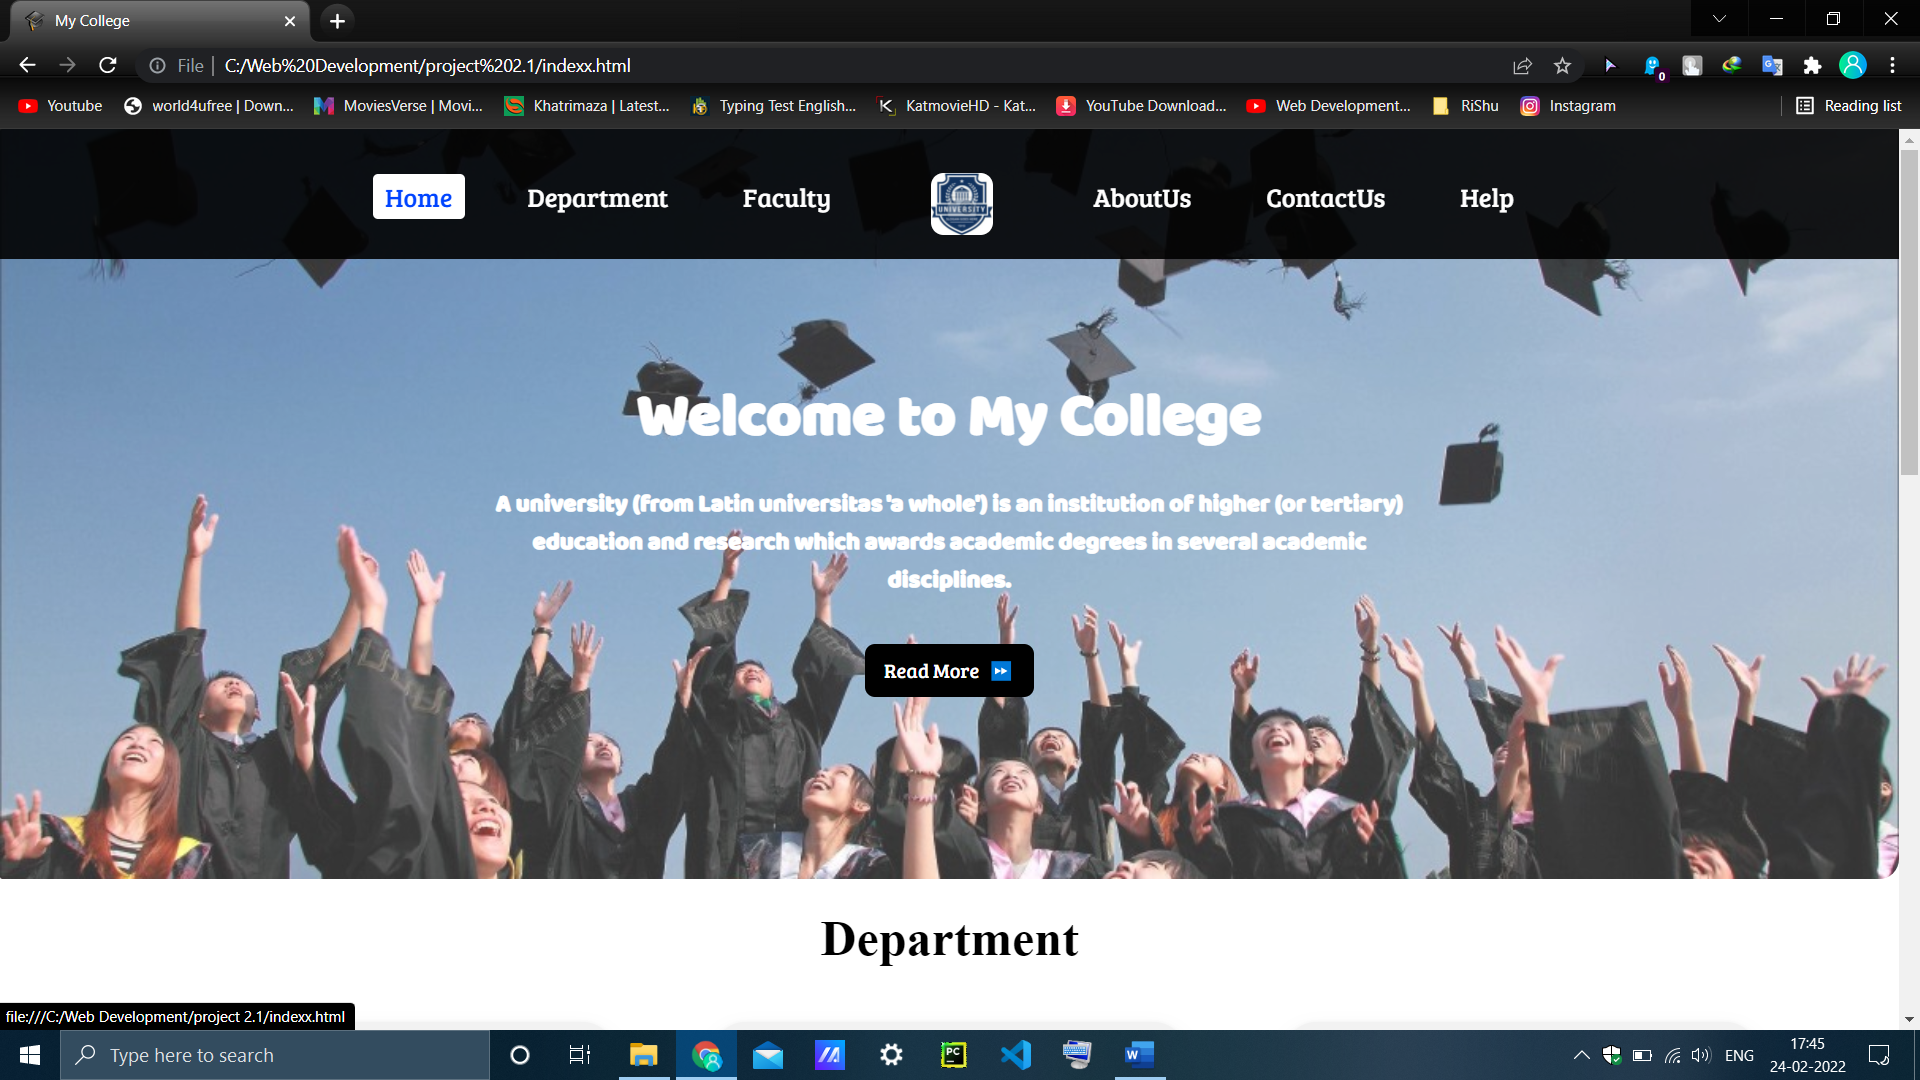 My College
File
C:/Web%20Development/project%202.1/indexx.html
0
Youtube
world4ufree | Down...
MoviesVerse | Movi...
Khatrimaza | Latest...
Typing Test English...
KatmovieHD - Kat...
YouTube Download...
Web Development...
RiShu
Instagram
Reading list
Home
Department
Faculty
UNIVERSITY
AboutUs
ContactUs
Help
Welcome to My College
A university (from Latin universitas 'a whole') is an institution of higher (or tertiary)
education and research which awards academic degrees in several academic
disciplines.
Read More
Department
file:///C:/Web Development/project 2.1/indexx.html
Type here to search
PC
W
ENG
17:45
24-02-2022